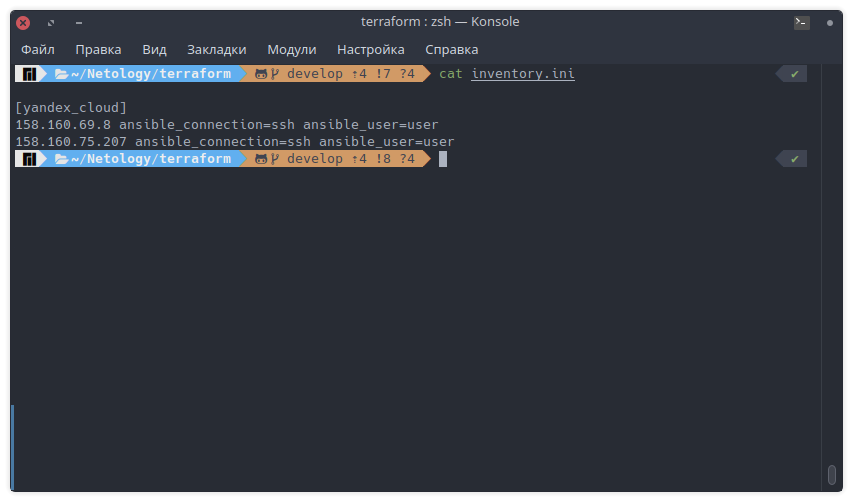 terraform : zsh — Konsole
Файл Правка Вид Закладки Модули Настройка Справка
~/Netology/terraform develop ⇡4 !7 ?4 cat inventory.ini ✔
[yandex_cloud]
158.160.69.8 ansible_connection=ssh ansible_user=user
158.160.75.207 ansible_connection=ssh ansible_user=user
~/Netology/terraform develop ⇡4 !8 ?4 ✔